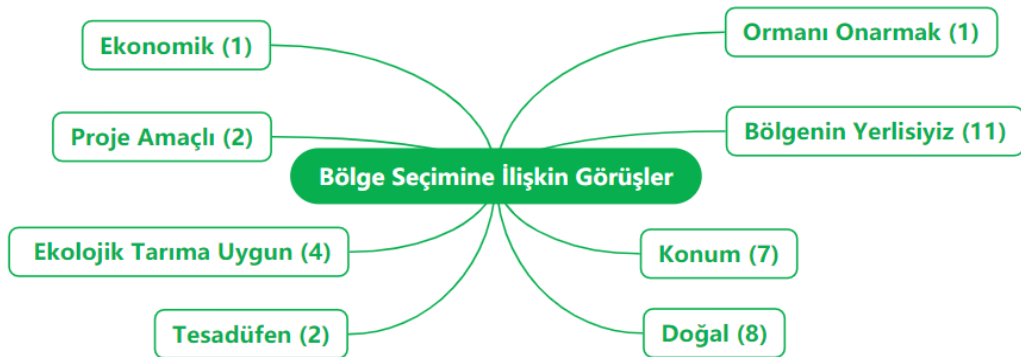 Ekonomik (1)
Ormanı Onarmak (1)
Proje Amaçlı (2)
Bölgenin Yerlisiyiz (11)
Bölge Seçimine İlişkin Görüşler
Ekolojik Tarıma Uygun (4)
Konum (7)
Tesadüfen (2)
Doğal (8)